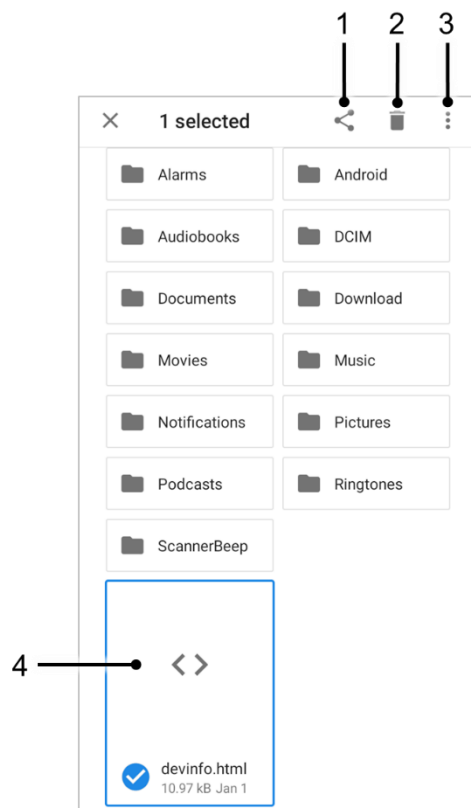 1 2 3
1 selected
Alarms Android
Audiobooks DCIM
Documents Download
Movies Music
Notifications Pictures
Podcasts Ringtones
ScannerBeep
4
devinfo.html
10.97 kB Jan 1